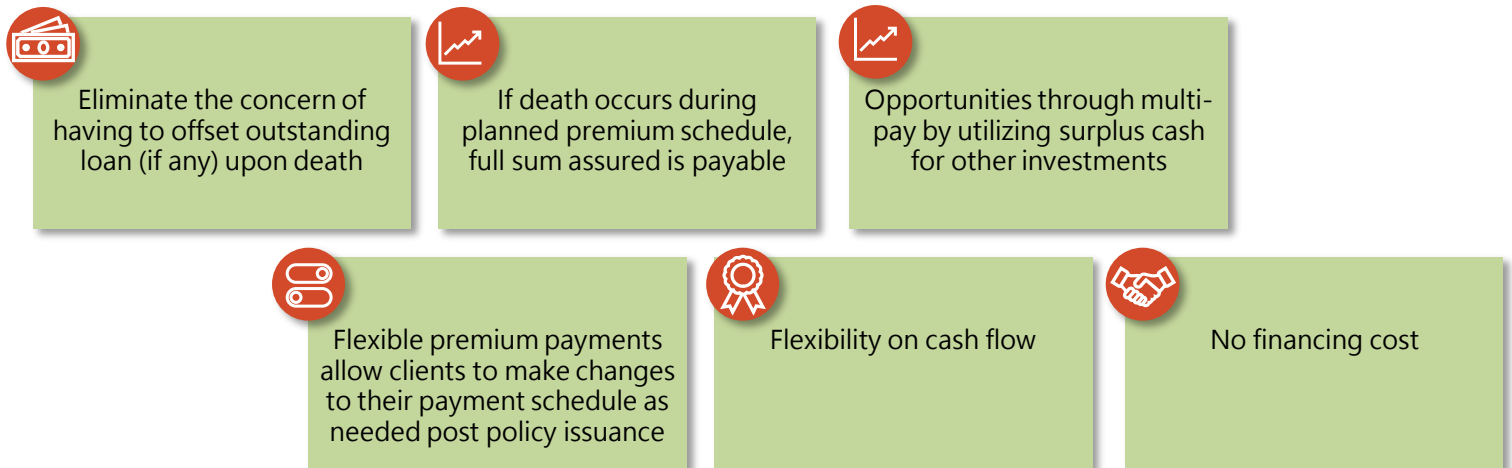 Eliminate the concern of
having to offset outstanding
loan (if any) upon death
If death occurs during
planned premium schedule,
full sum assured is payable
Opportunities through multi-
pay by utilizing surplus cash
for other investments
Flexible premium payments
allow clients to make changes
to their payment schedule as
needed post policy issuance
Flexibility on cash flow
No financing cost